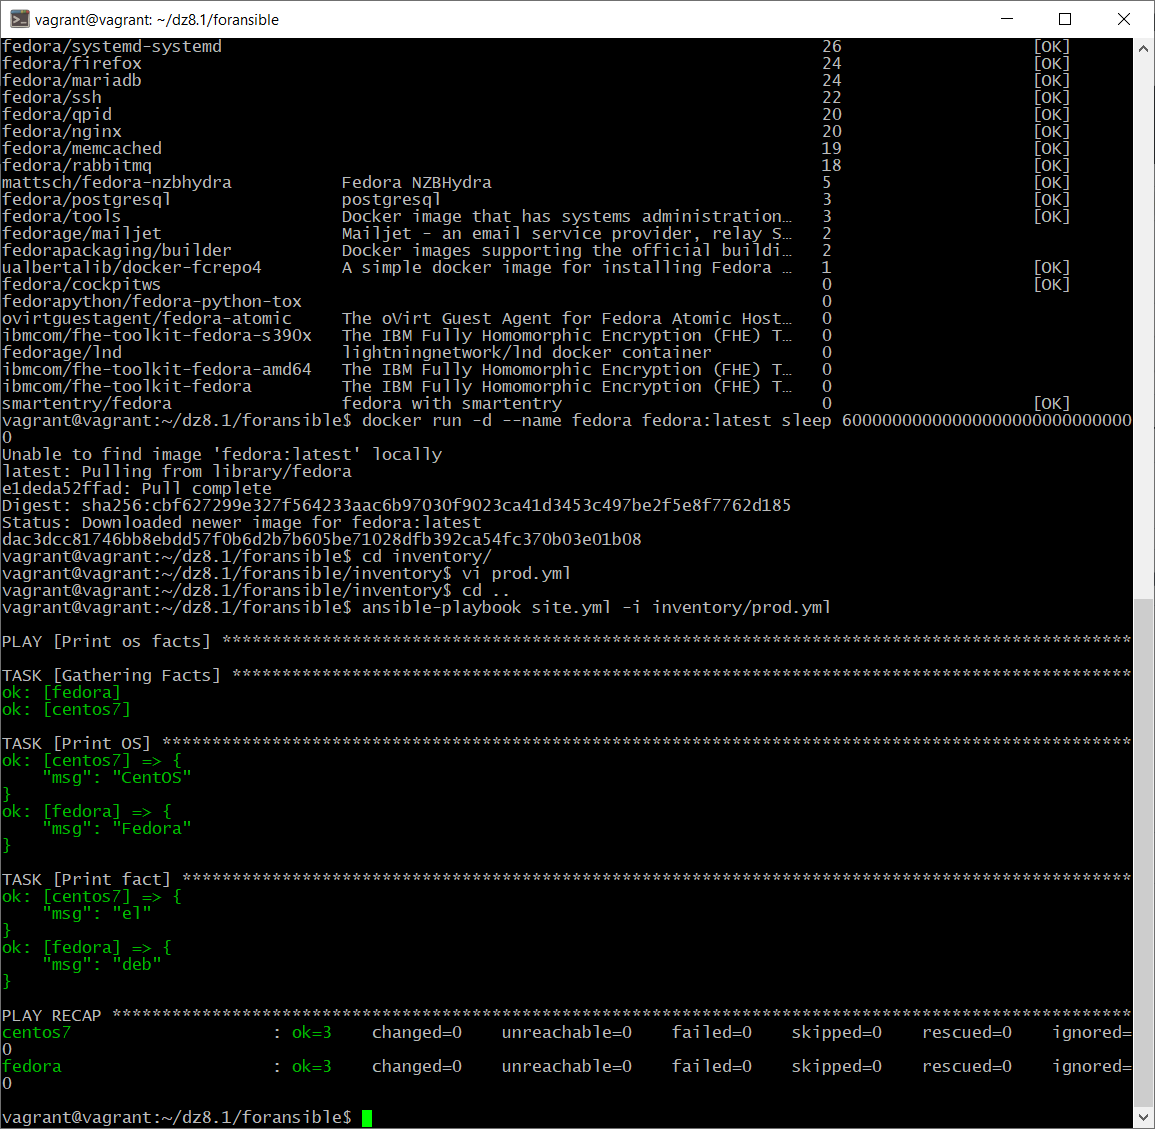 vagrant@vagrant: ~/dz8.1/foransible
fedora/systemd-systemd 26 [OK]
fedora/firefox 24 [OK]
fedora/mariadb 24 [OK]
fedora/ssh 22 [OK]
fedora/qpid 20 [OK]
fedora/nginx 20 [OK]
fedora/memcached 19 [OK]
fedora/rabbitmq 18 [OK]
mattsch/fedora-nzbhydra Fedora NZBHydra 5 [OK]
fedora/postgresql postgresql 3 [OK]
fedora/tools Docker image that has systems administration… 3 [OK]
fedorage/mailjet Mailjet - an email service provider, relay S… 2
fedorapackaging/builder Docker images supporting the official buildi… 2
ualbertalib/docker-fcrepo4 A simple docker image for installing Fedora … 1 [OK]
fedora/cockpitws 0 [OK]
fedorapython/fedora-python-tox 0
ovirtguestagent/fedora-atomic The oVirt Guest Agent for Fedora Atomic Host… 0
ibmcom/fhe-toolkit-fedora-s390x The IBM Fully Homomorphic Encryption (FHE) T… 0
fedorage/lnd lightningnetwork/lnd docker container 0
ibmcom/fhe-toolkit-fedora-amd64 The IBM Fully Homomorphic Encryption (FHE) T… 0
ibmcom/fhe-toolkit-fedora The IBM Fully Homomorphic Encryption (FHE) T… 0
smartentry/fedora fedora with smartentry 0 [OK]
vagrant@vagrant:~/dz8.1/foransible$ docker run -d --name fedora fedora:latest sleep 60000000000000000000000000000
0
Unable to find image 'fedora:latest' locally
latest: Pulling from library/fedora
e1deda52ffad: Pull complete
Digest: sha256:cbf627299e327f564233aac6b97030f9023ca41d3453c497be2f5e8f7762d185
Status: Downloaded newer image for fedora:latest
dac3dcc81746bb8ebdd57f0b6d2b7b605be71028dfb392ca54fc370b03e01b08
vagrant@vagrant:~/dz8.1/foransible$ cd inventory/
vagrant@vagrant:~/dz8.1/foransible/inventory$ vi prod.yml
vagrant@vagrant:~/dz8.1/foransible/inventory$ cd ..
vagrant@vagrant:~/dz8.1/foransible$ ansible-playbook site.yml -i inventory/prod.yml
PLAY [Print os facts] *******************************************************************************************
TASK [Gathering Facts] ******************************************************************************************
ok: [fedora]
ok: [centos7]
TASK [Print OS] *************************************************************************************************
ok: [centos7] => {
"msg": "CentOS"
}
ok: [fedora] => {
"msg": "Fedora"
}
TASK [Print fact] ***********************************************************************************************
ok: [centos7] => {
"msg": "el"
}
ok: [fedora] => {
"msg": "deb"
}
PLAY RECAP ******************************************************************************************************
centos7 : ok=3 changed=0 unreachable=0 failed=0 skipped=0 rescued=0 ignored=
0
fedora : ok=3 changed=0 unreachable=0 failed=0 skipped=0 rescued=0 ignored=
0
vagrant@vagrant:~/dz8.1/foransible$